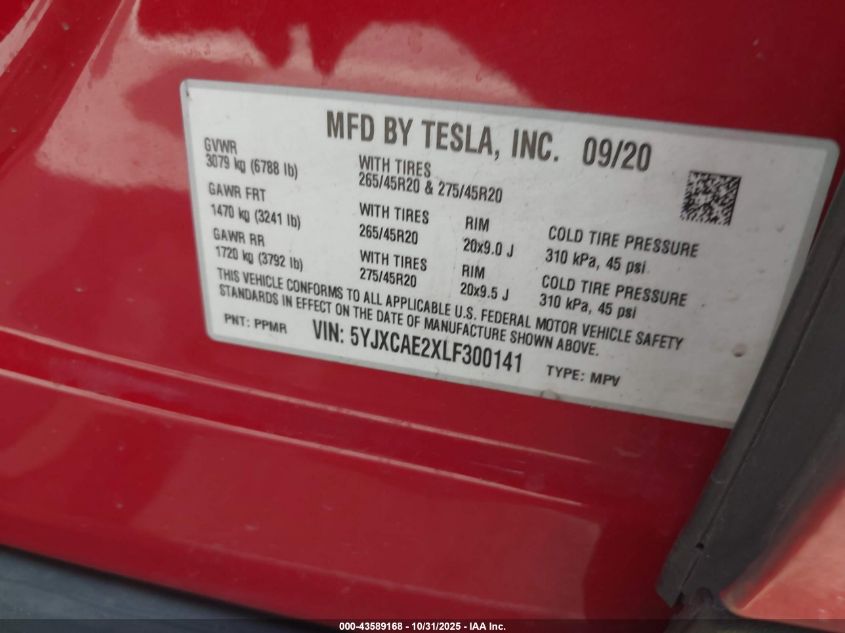 MFD BY TESLA, INC. 09/20
GVWR
3079 kg (6788 lb)
WITH TIRES
265/45R20 & 275/45R20
GAWR FRT
1470 kg (3241 lb)
WITH TIRES
265/45R20
RIM
20x9.0 J
COLD TIRE PRESSURE
310 kPa, 45 psi
GAWR RR
1720 kg (3792 lb)
WITH TIRES
275/45R20
RIM
20x9.5 J
COLD TIRE PRESSURE
310 kPa, 45 psi
THIS VEHICLE CONFORMS TO ALL APPLICABLE U.S. FEDERAL MOTOR VEHICLE SAFETY
STANDARDS IN EFFECT ON THE DATE OF MANUFACTURE SHOWN ABOVE.
PNT: PPMR VIN: 5YJXCAE2XLF300141 TYPE: MPV
000-43589168 - 10/31/2025 - IAA Inc.